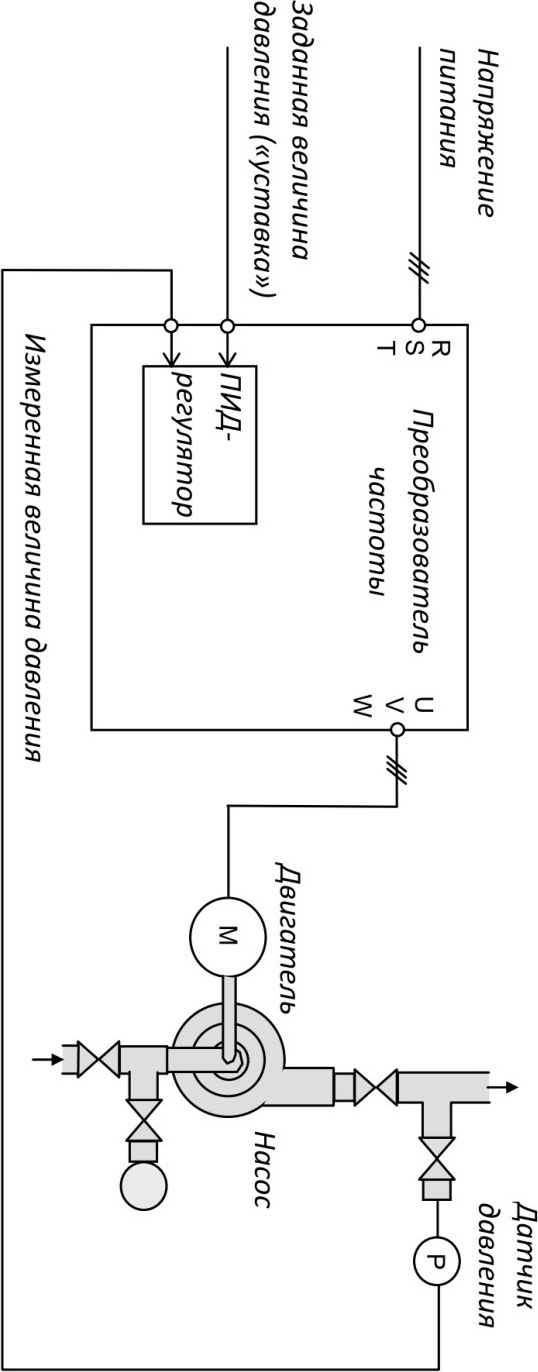 Напряжение
питания
Заданная величина
давления («уставка»)
R
S
T
Преобразователь
частоты
ПИД-
регулятор
U
V
W
Измеренная величина давления
Двигатель
M
Насос
Датчик
давления
P